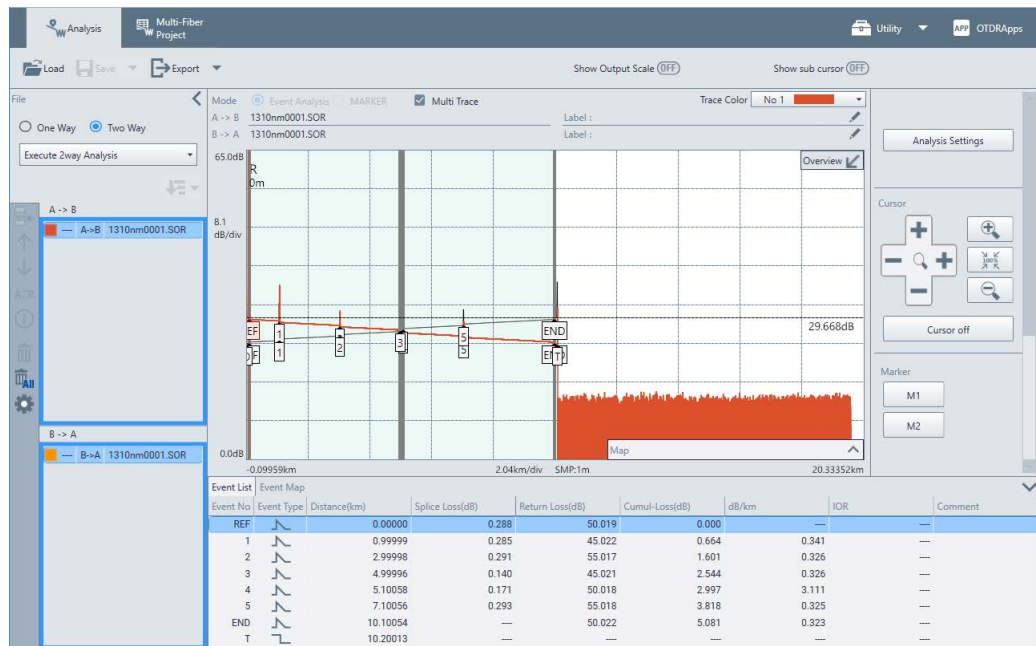 Analysis
Multi-Fiber
Project
Utility
APP OTDRApps
Load
Save
Export
Show Output Scale OFF
Show sub cursor OFF
File
One Way
Two Way
Execute 2way Analysis
A -> B
A->B 1310nm0001.SOR
All
B -> A
B->A 1310nm0001.SOR
Mode Event Analysis MARKER Multi Trace Trace Color No 1
A -> B 1310nm0001.SOR Label :
B -> A 1310nm0001.SOR Label :
65.0dB
R
0m
Overview
8.1
dB/div
EF 1 END
29.668dB
F 1 2 3 5 5 T
0.0dB
Map
-0.09959km 2.04km/div SMP:1m 20.33352km
Analysis Settings
Cursor
100%
Cursor off
Marker
M1
M2
Event List Event Map
Event No Event Type Distance(km) Splice Loss(dB) Return Loss(dB) Cumul-Loss(dB) dB/km IOR Comment
REF 0.00000 0.288 50.019 0.000 ---- ----
1 0.99999 0.285 45.022 0.664 0.341 ----
2 2.99998 0.291 55.017 1.601 0.326 ----
3 4.99996 0.140 45.021 2.544 0.326 ----
4 5.10058 0.171 50.018 2.997 3.111 ----
5 7.10056 0.293 55.018 3.818 0.325 ----
END 10.10054 ---- 50.022 5.081 0.323 ----
T 10.20013 ---- ---- ---- ---- ----